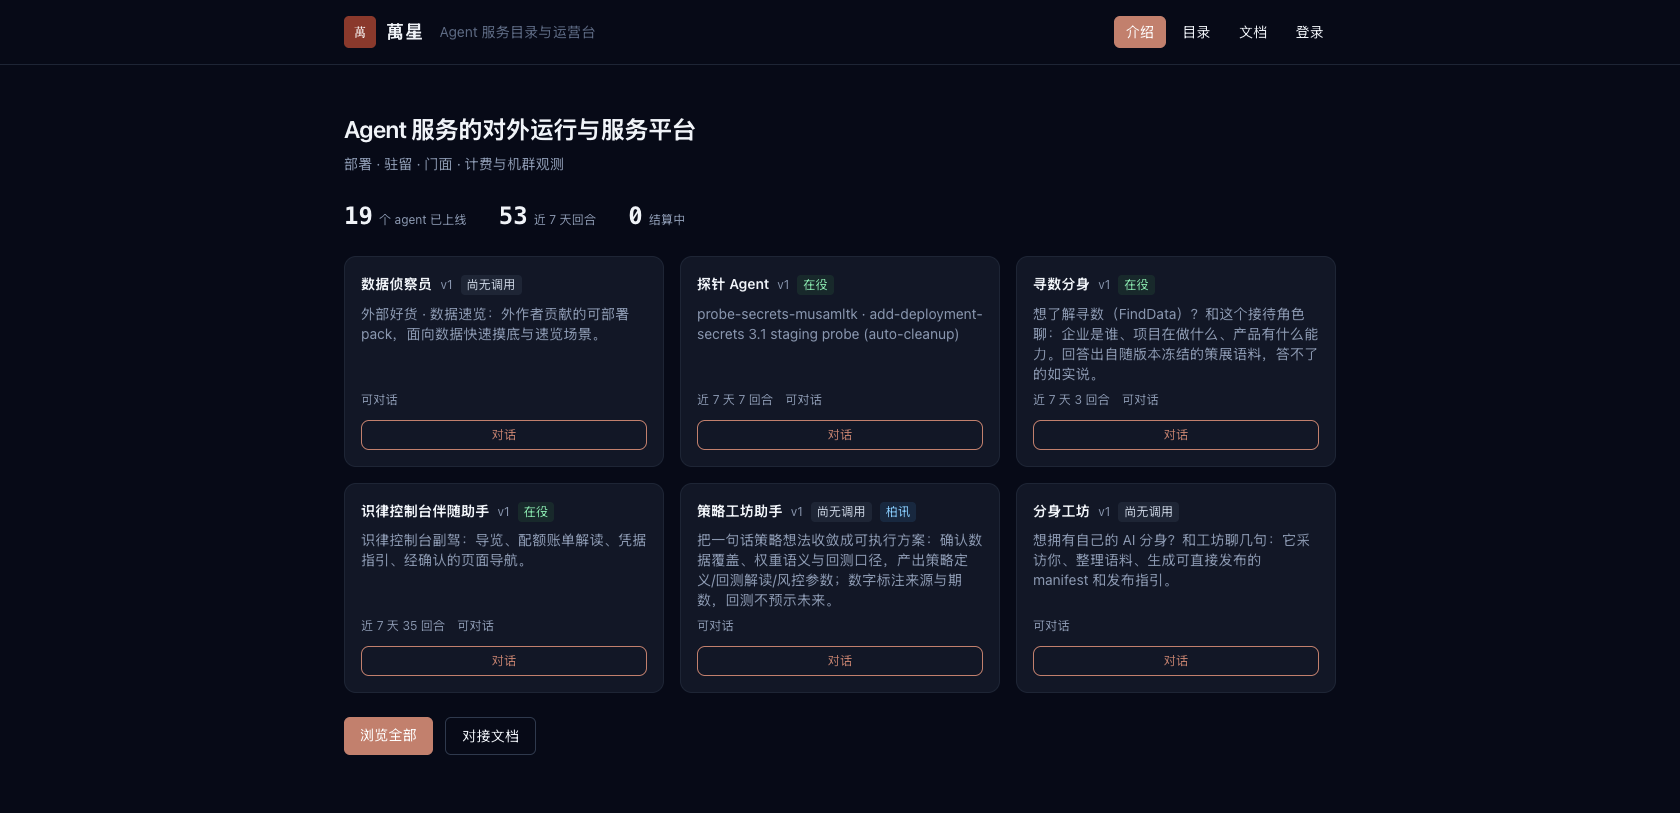 萬 萬星 Agent 服务目录与运营台 介绍 目录 文档 登录
Agent 服务的对外运行与服务平台
部署 · 驻留 · 门面 · 计费与机群观测
19 个 agent 已上线 53 近 7 天回合 0 结算中
数据侦察员 v1 尚无调用
外部好货 · 数据速览：外作者贡献的可部署
pack，面向数据快速摸底与速览场景。
可对话
对话
探针 Agent v1 在役
probe-secrets-musamltk · add-deployment-
secrets 3.1 staging probe (auto-cleanup)
近 7 天 7 回合 可对话
对话
寻数分身 v1 在役
想了解寻数（FindData）？和这个接待角色
聊：企业是谁、项目在做什么、产品有什么能
力。回答出自随版本冻结的策展语料，答不了
的如实说。
近 7 天 3 回合 可对话
对话
识律控制台伴随助手 v1 在役
识律控制台副驾：导览、配额账单解读、凭据
指引、经确认的页面导航。
近 7 天 35 回合 可对话
对话
策略工坊助手 v1 尚无调用 柏讯
把一句话策略想法收敛成可执行方案：确认数
据覆盖、权重语义与回测口径，产出策略定
义/回测解读/风控参数；数字标注来源与期
数，回测不预示未来。
可对话
对话
分身工坊 v1 尚无调用
想拥有自己的 AI 分身？和工坊聊几句：它采
访你、整理语料、生成可直接发布的
manifest 和发布指引。
可对话
对话
浏览全部 对接文档